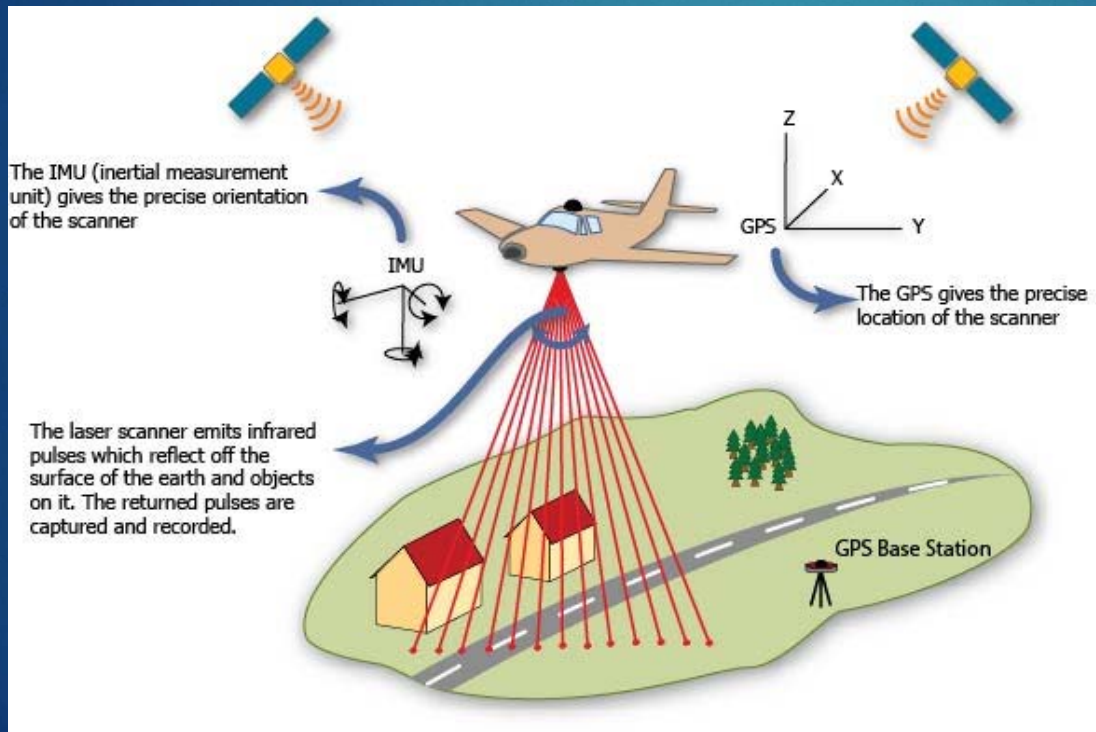 Z
X
GPS
Y
The IMU (inertial measurement
unit) gives the precise orientation
of the scanner
IMU
The GPS gives the precise
location of the scanner
The laser scanner emits infrared
pulses which reflect off the
surface of the earth and objects
on it. The returned pulses are
captured and recorded.
GPS Base Station